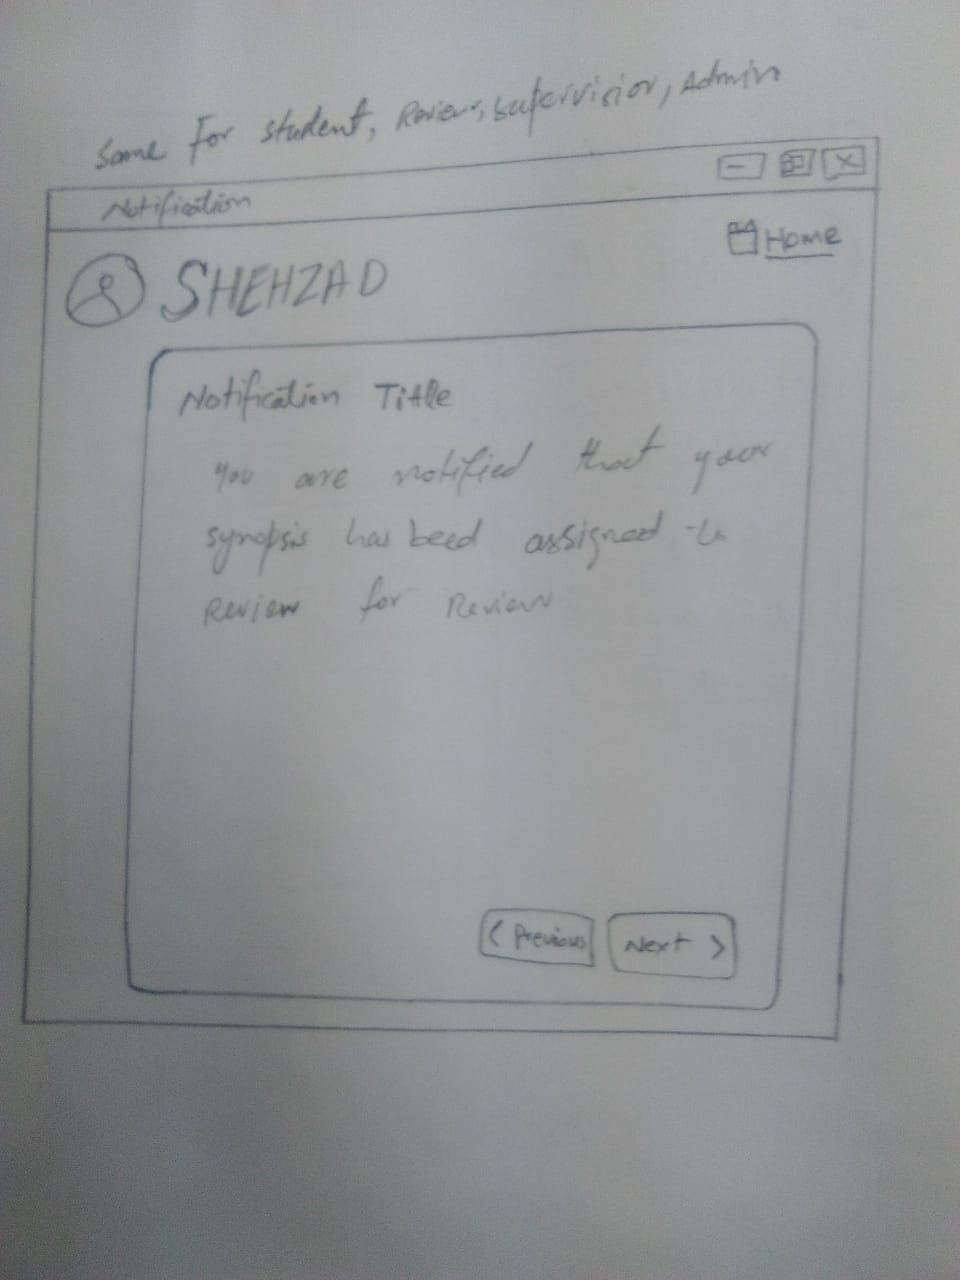 Same For student, Review, supervisior, Admin
Notification
Home
SHEHZAD
Notification Title
You are notified that your
synopsis has beed assigned to
Review for Review
< Previous
Next >